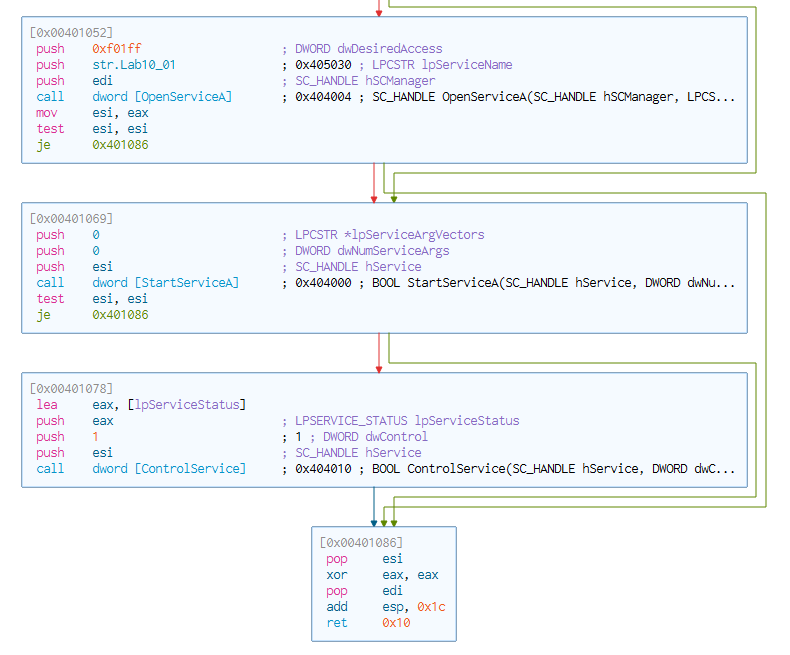 [0x00401052]
push 0xf01ff ; DWORD dwDesiredAccess
push str.Lab10_01 ; 0x405030 ; LPCSTR lpServiceName
push edi ; SC_HANDLE hSCManager
call dword [OpenServiceA] ; 0x404004 ; SC_HANDLE OpenServiceA(SC_HANDLE hSCManager, LPCS...
mov esi, eax
test esi, esi
je 0x401086
[0x00401069]
push 0 ; LPCSTR *lpServiceArgVectors
push 0 ; DWORD dwNumServiceArgs
push esi ; SC_HANDLE hService
call dword [StartServiceA] ; 0x404000 ; BOOL StartServiceA(SC_HANDLE hService, DWORD dwNu...
test esi, esi
je 0x401086
[0x00401078]
lea eax, [lpServiceStatus]
push eax ; LPSERVICE_STATUS lpServiceStatus
push 1 ; 1 ; DWORD dwControl
push esi ; SC_HANDLE hService
call dword [ControlService] ; 0x404010 ; BOOL ControlService(SC_HANDLE hService, DWORD dwC...
[0x00401086]
pop esi
xor eax, eax
pop edi
add esp, 0x1c
ret 0x10